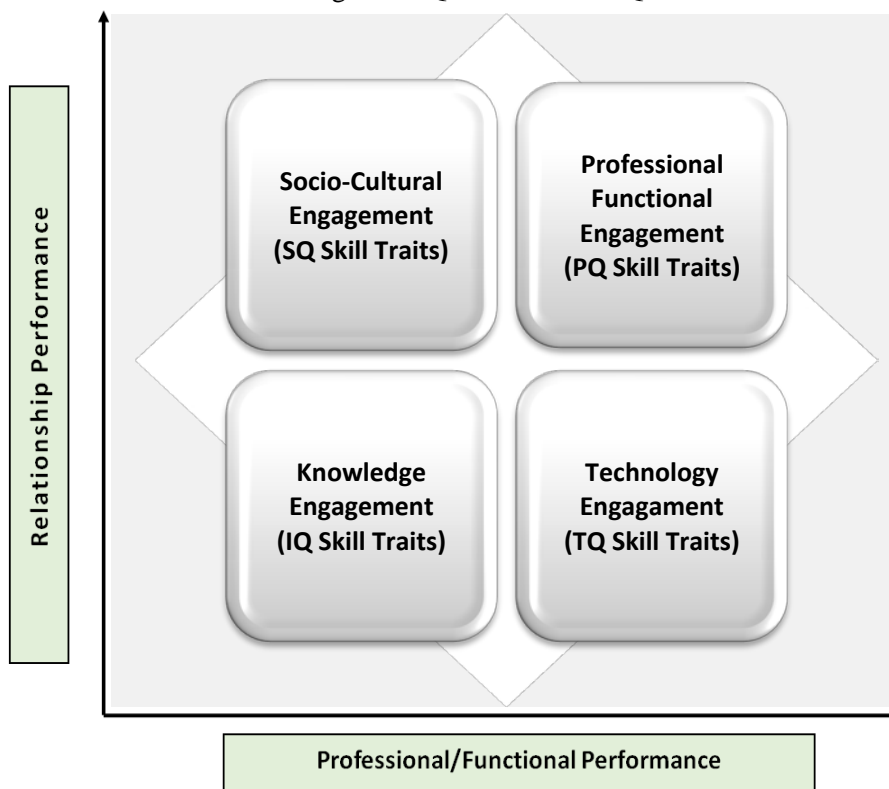 Relationship Performance
Socio-Cultural
Engagement
(SQ Skill Traits)
Professional
Functional
Engagament
(PQ Skill Traits)
Knowledge
Engagement
(IQ Skill Traits)
Technology
Engagament
(TQ Skill Traits)
Professional/Functional Performance